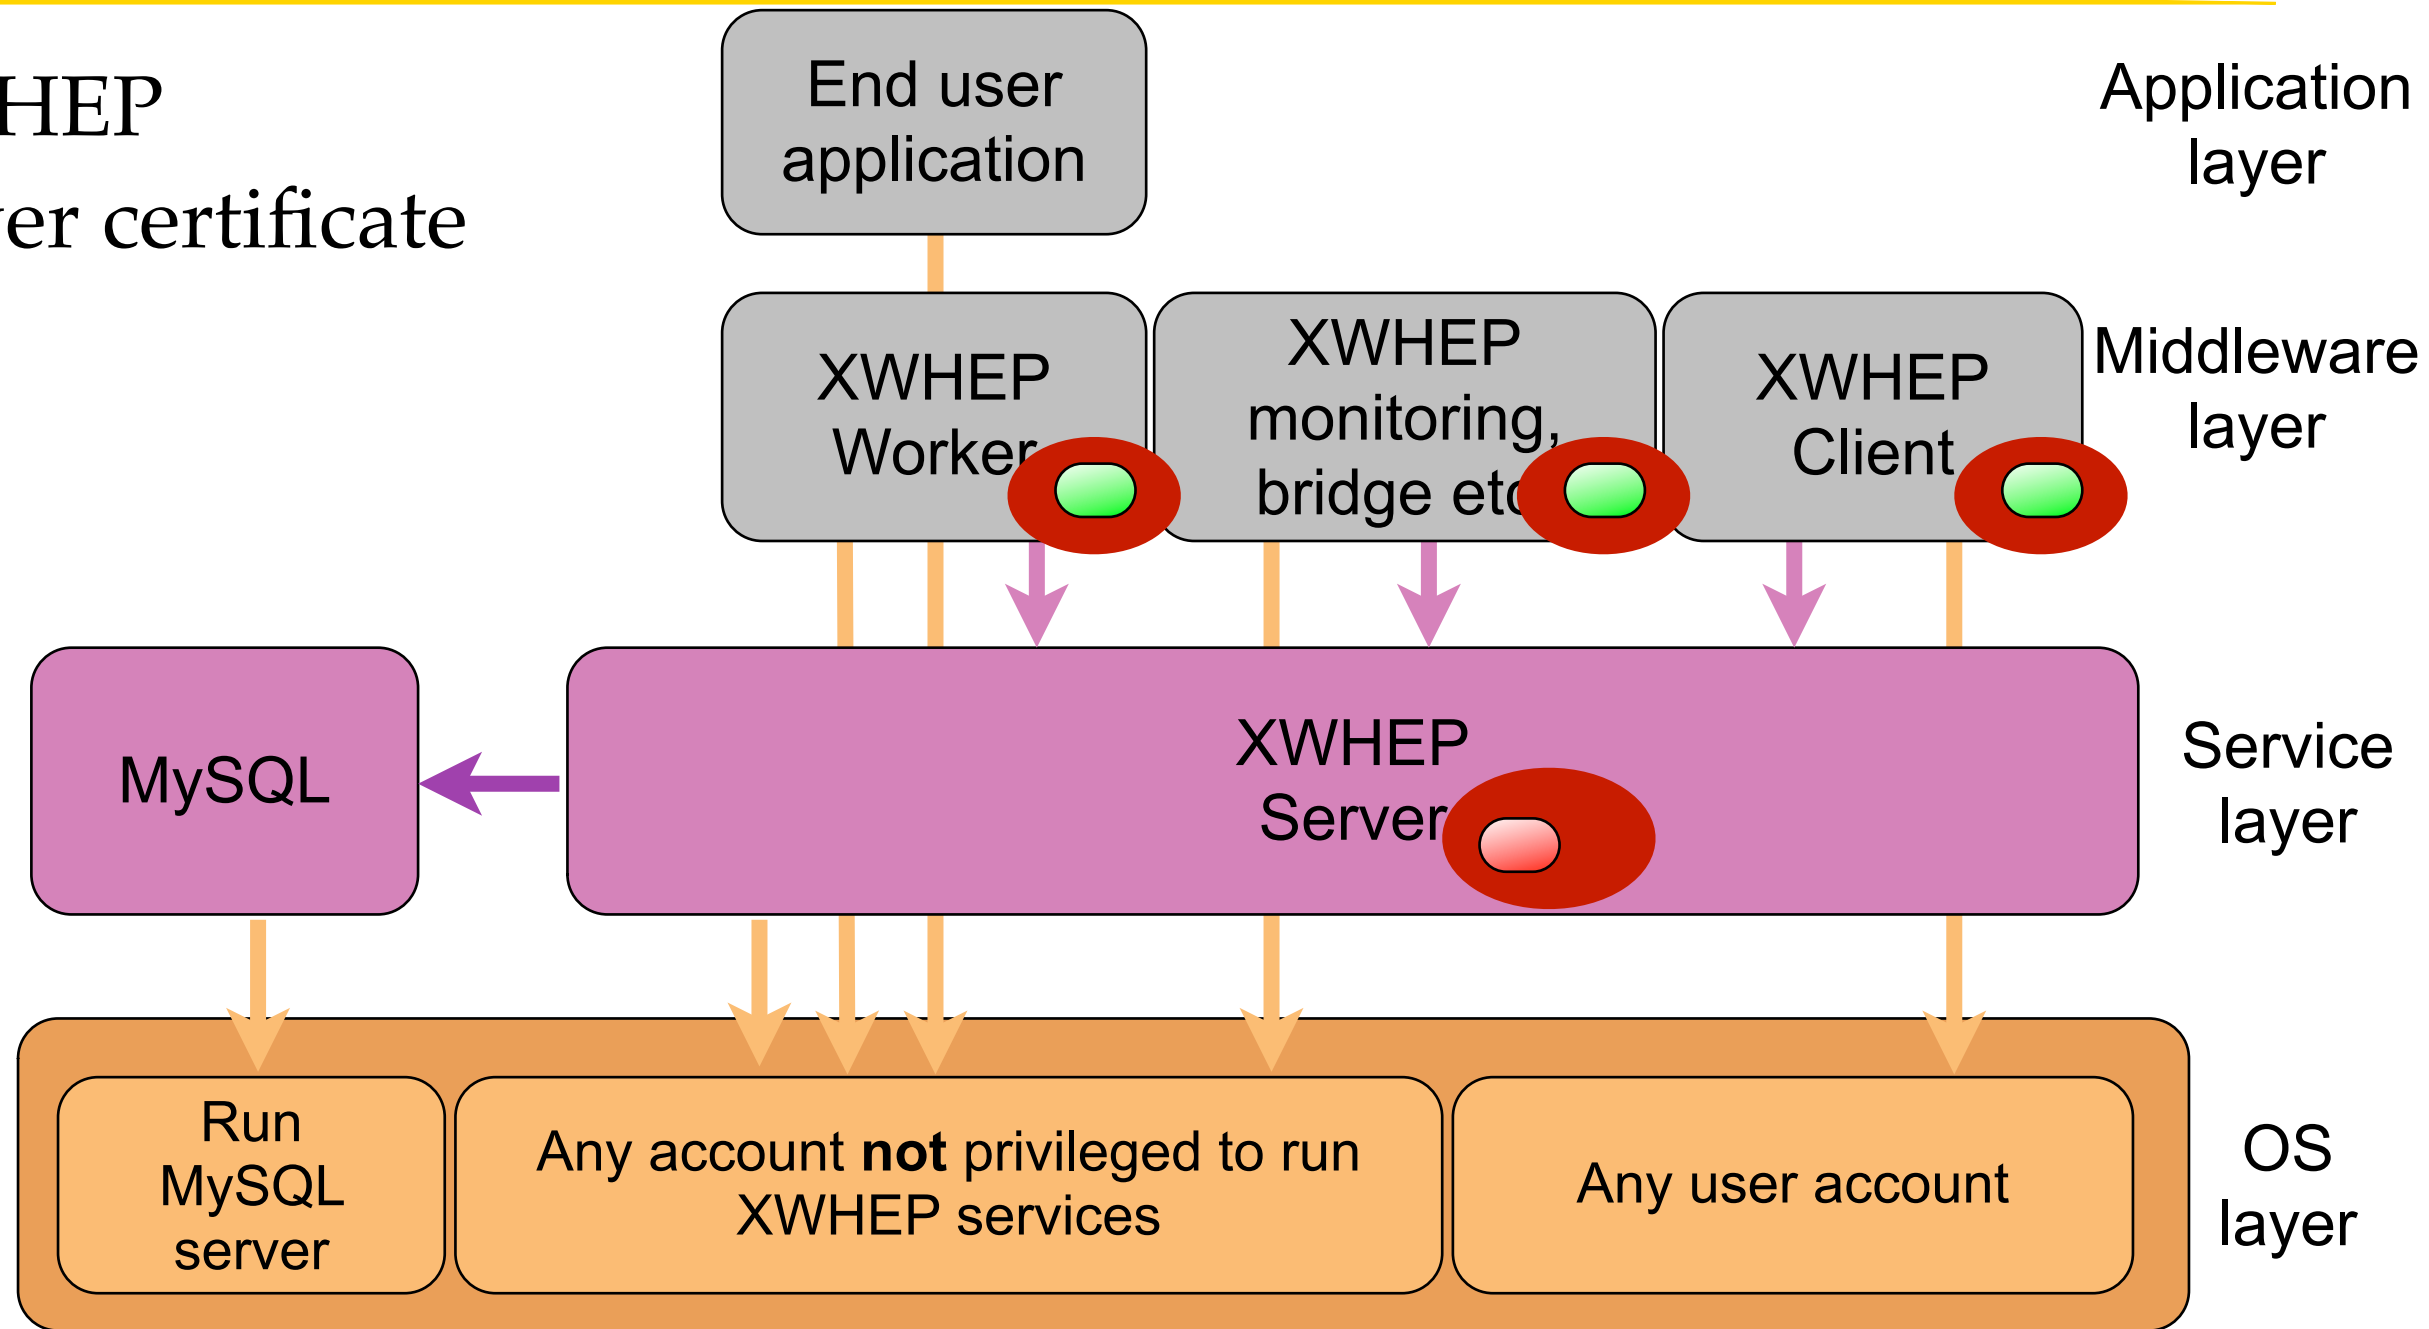 HEP
er certificate
End user
application
Application
layer
XWHEP
Worker
XWHEP
monitoring,
bridge etc
XWHEP
Client
Middleware
layer
MySQL
XWHEP
Server
Service
layer
Run
MySQL
server
Any account not privileged to run
XWHEP services
Any user account
OS
layer